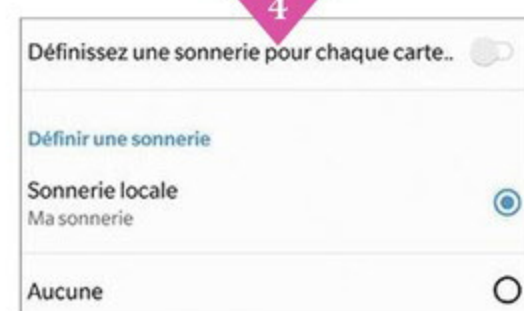 4
Définissez une sonnerie pour chaque carte..
Définir une sonnerie
Sonnerie locale
Ma sonnerie
Aucune